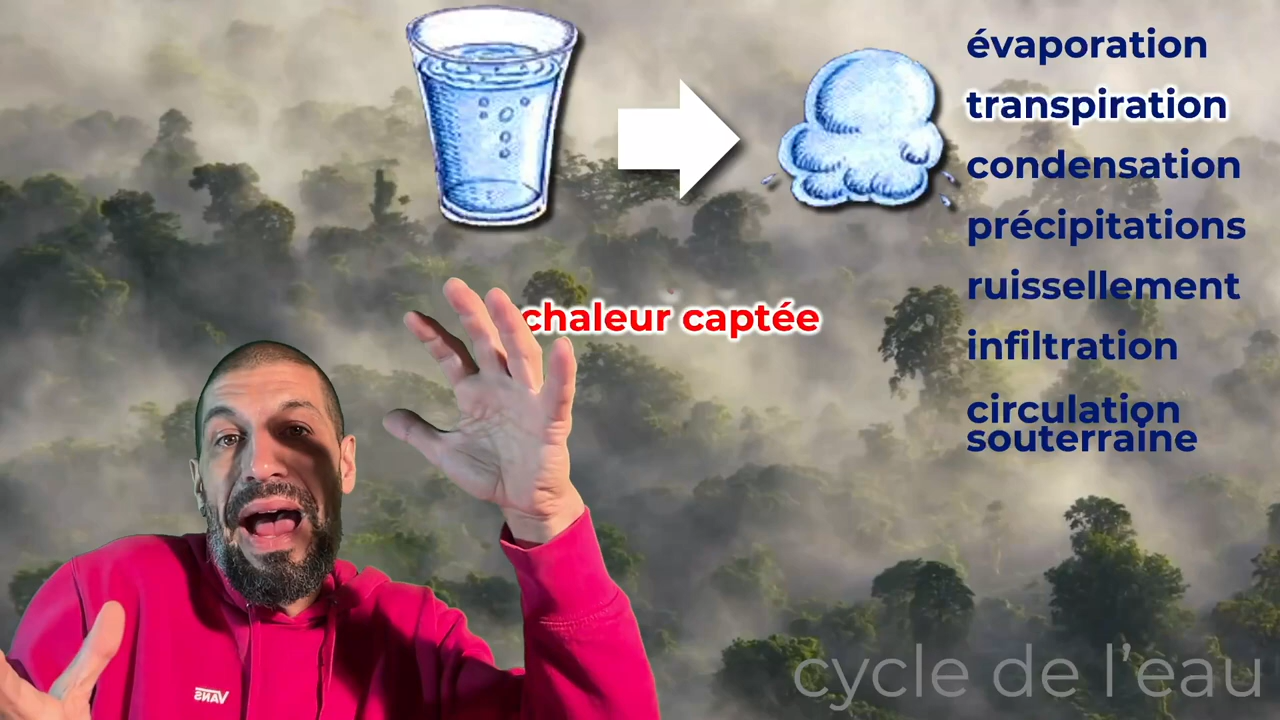 évaporation
transpiration
condensation
précipitations
ruissellement
infiltration
circulation
souterraine
chaleur captée
VANS
cycle de l'eau